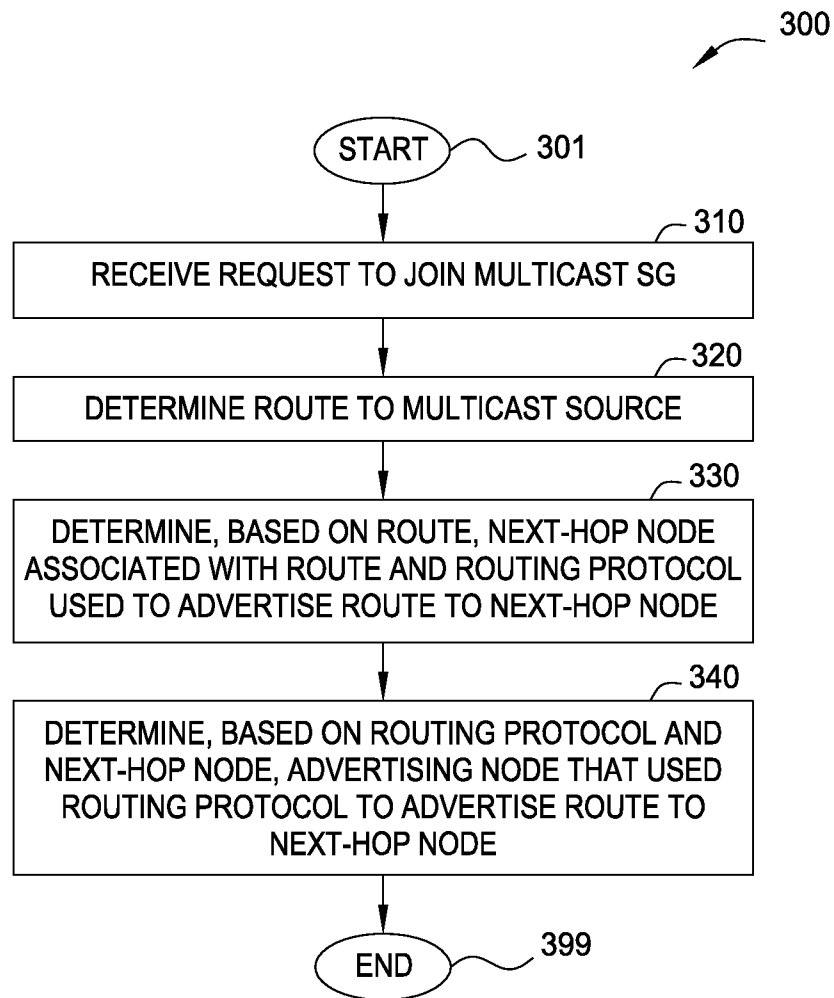 300
START
301
310
RECEIVE REQUEST TO JOIN MULTICAST SG
320
DETERMINE ROUTE TO MULTICAST SOURCE
330
DETERMINE, BASED ON ROUTE, NEXT-HOP NODE
ASSOCIATED WITH ROUTE AND ROUTING PROTOCOL
USED TO ADVERTISE ROUTE TO NEXT-HOP NODE
340
DETERMINE, BASED ON ROUTING PROTOCOL AND
NEXT-HOP NODE, ADVERTISING NODE THAT USED
ROUTING PROTOCOL TO ADVERTISE ROUTE TO
NEXT-HOP NODE
END
399